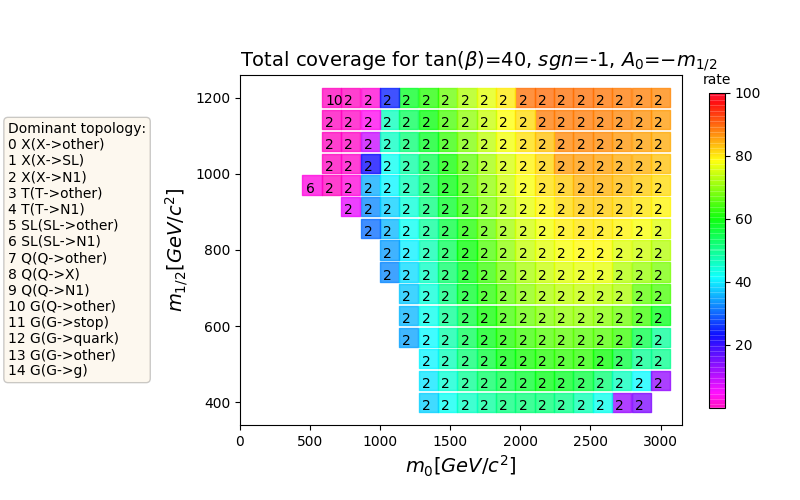 Total coverage for tan(β)=40, sgn=-1, A₀=−m₁/₂
rate
Dominant topology:
0 X(X->other)
1 X(X->SL)
2 X(X->N1)
3 T(T->other)
4 T(T->N1)
5 SL(SL->other)
6 SL(SL->N1)
7 Q(Q->other)
8 Q(Q->X)
9 Q(Q->N1)
10 G(Q->other)
11 G(G->stop)
12 G(G->quark)
13 G(G->other)
14 G(G->g)
m₁/₂[GeV/c²]
1200
1000
800
600
400
10 2 2 2 2 2 2 2 2 2 2 2 2 2 2 2 2 2
2 2 2 2 2 2 2 2 2 2 2 2 2 2 2 2 2 2
2 2 2 2 2 2 2 2 2 2 2 2 2 2 2 2 2 2
2 2 2 2 2 2 2 2 2 2 2 2 2 2 2 2 2 2
6 2 2 2 2 2 2 2 2 2 2 2 2 2 2 2 2 2 2
2 2 2 2 2 2 2 2 2 2 2 2 2 2 2 2 2
2 2 2 2 2 2 2 2 2 2 2 2 2 2 2 2
2 2 2 2 2 2 2 2 2 2 2 2 2 2 2
2 2 2 2 2 2 2 2 2 2 2 2 2 2 2
2 2 2 2 2 2 2 2 2 2 2 2 2 2
2 2 2 2 2 2 2 2 2 2 2 2 2 2
2 2 2 2 2 2 2 2 2 2 2 2 2 2
2 2 2 2 2 2 2 2 2 2 2 2 2
2 2 2 2 2 2 2 2 2 2 2 2 2
2 2 2 2 2 2 2 2 2 2 2 2
0 500 1000 1500 2000 2500 3000
m₀[GeV/c²]
100
80
60
40
20